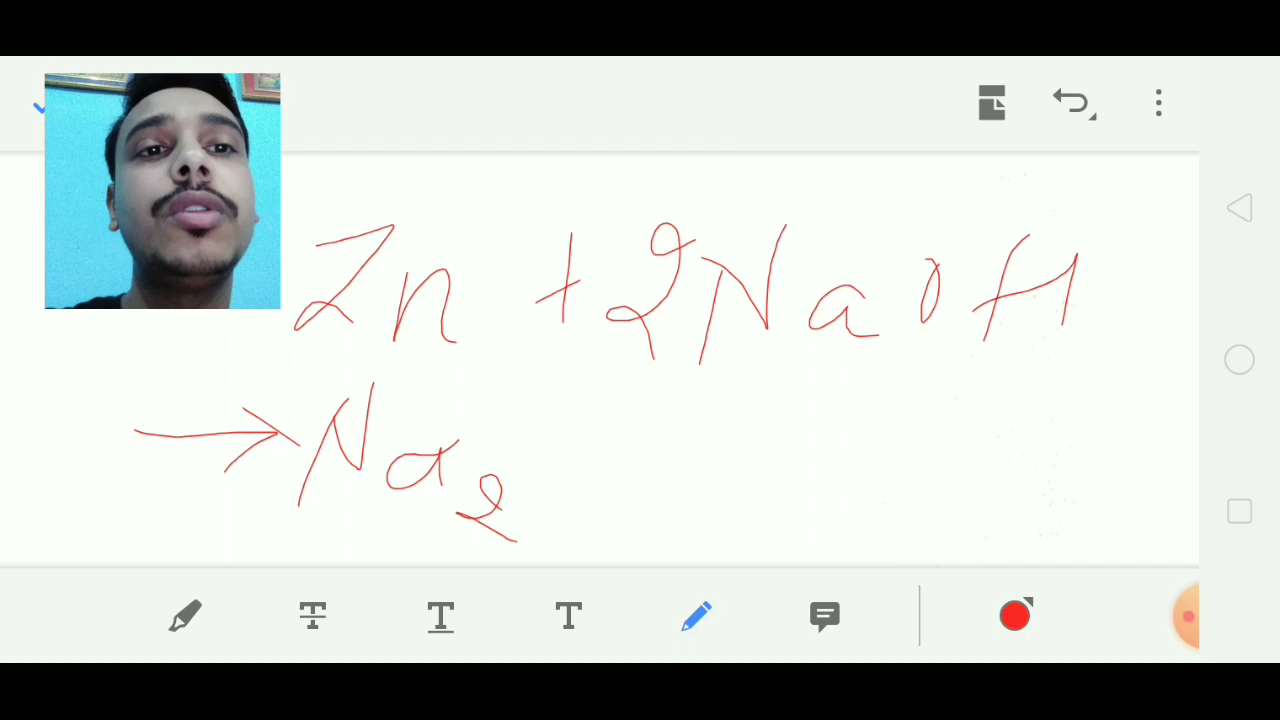 Zn + 2NaOH
→ Na₂